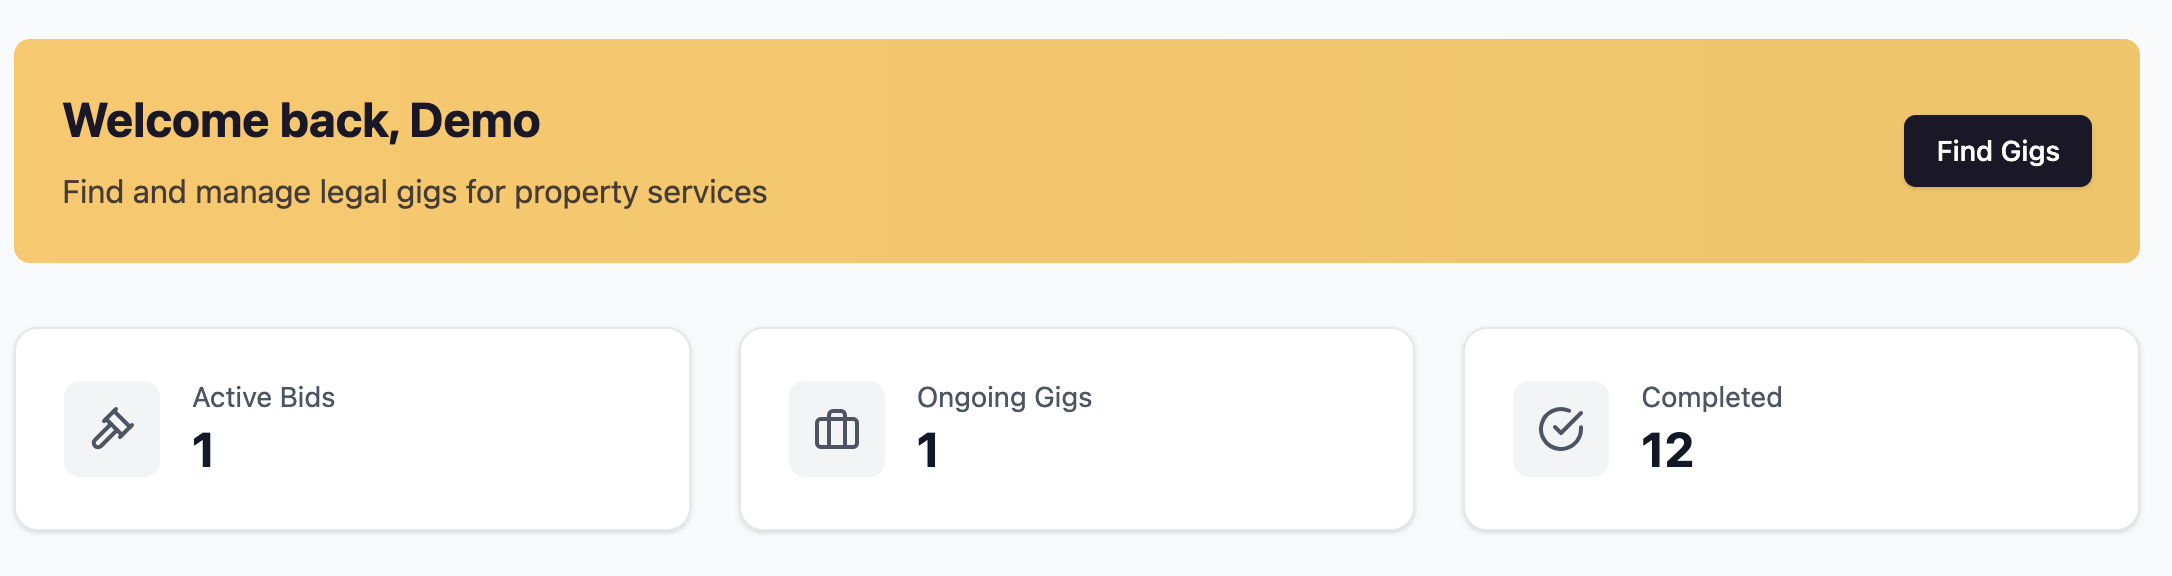 Welcome back, Demo
Find and manage legal gigs for property services
Find Gigs
Active Bids
1
Ongoing Gigs
1
Completed
12